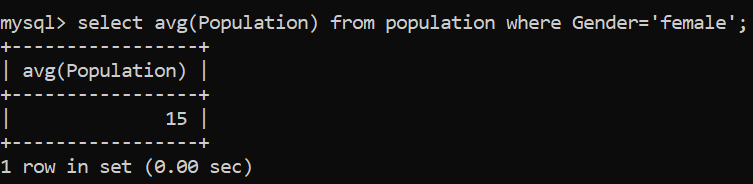 mysql> select avg(Population) from population where Gender='female';
+-----------------+
| avg(Population) |
+-----------------+
|              15 |
+-----------------+
1 row in set (0.00 sec)